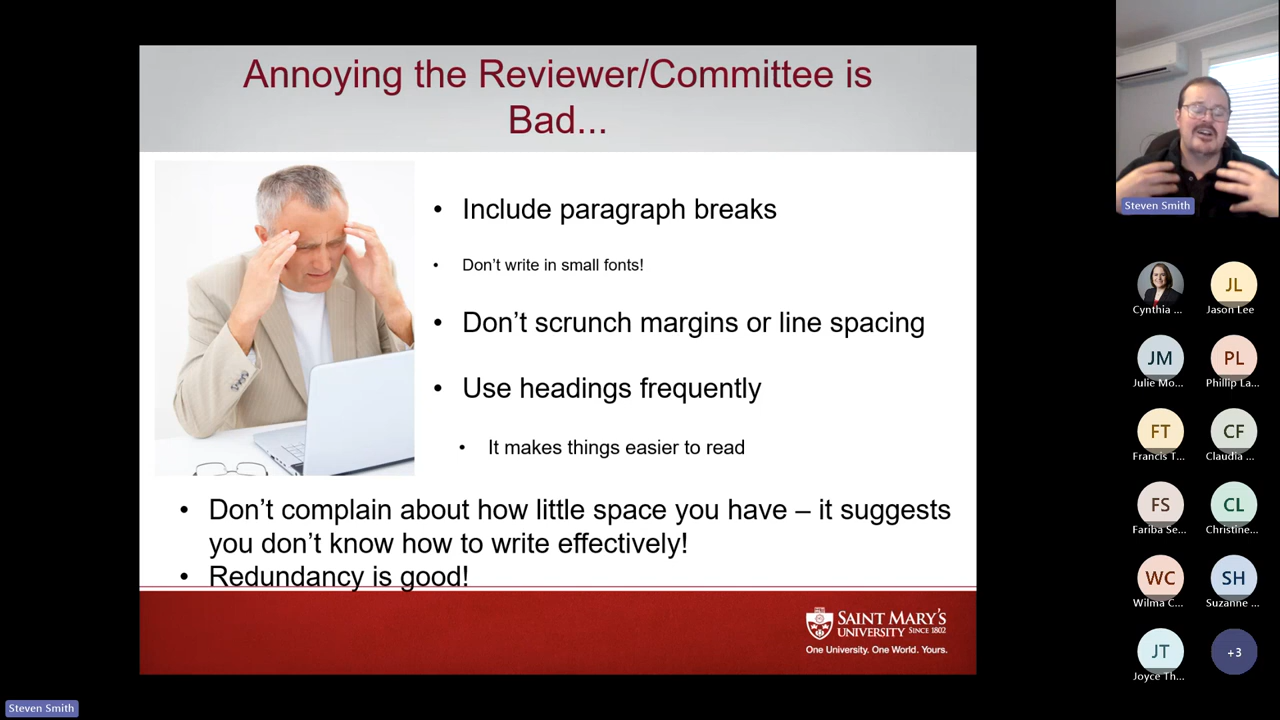 Annoying the Reviewer/Committee is
Bad...
• Include paragraph breaks
• Don’t write in small fonts!
• Don’t scrunch margins or line spacing
• Use headings frequently
• It makes things easier to read
• Don’t complain about how little space you have – it suggests
you don’t know how to write effectively!
• Redundancy is good!
SAINT MARY'S
UNIVERSITY SINCE 1802
One University. One World. Yours.
Steven Smith
Cynthia ...
JL
Jason Lee
JM
Julie Mo...
PL
Phillip La...
FT
Francis T...
CF
Claudia ...
FS
Fariba Se...
CL
Christine...
WC
Wilma C...
SH
Suzanne ...
JT
Joyce Th...
+3
Steven Smith